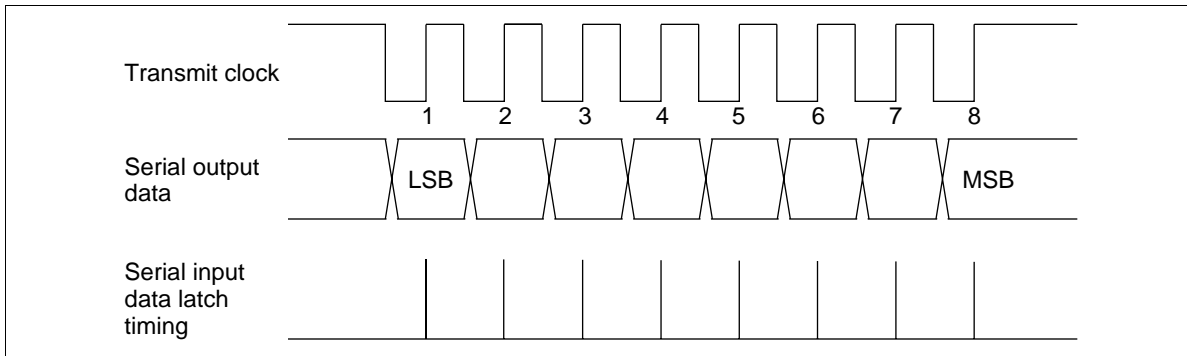 Transmit clock
1 2 3 4 5 6 7 8
Serial output
data
LSB
MSB
Serial input
data latch
timing